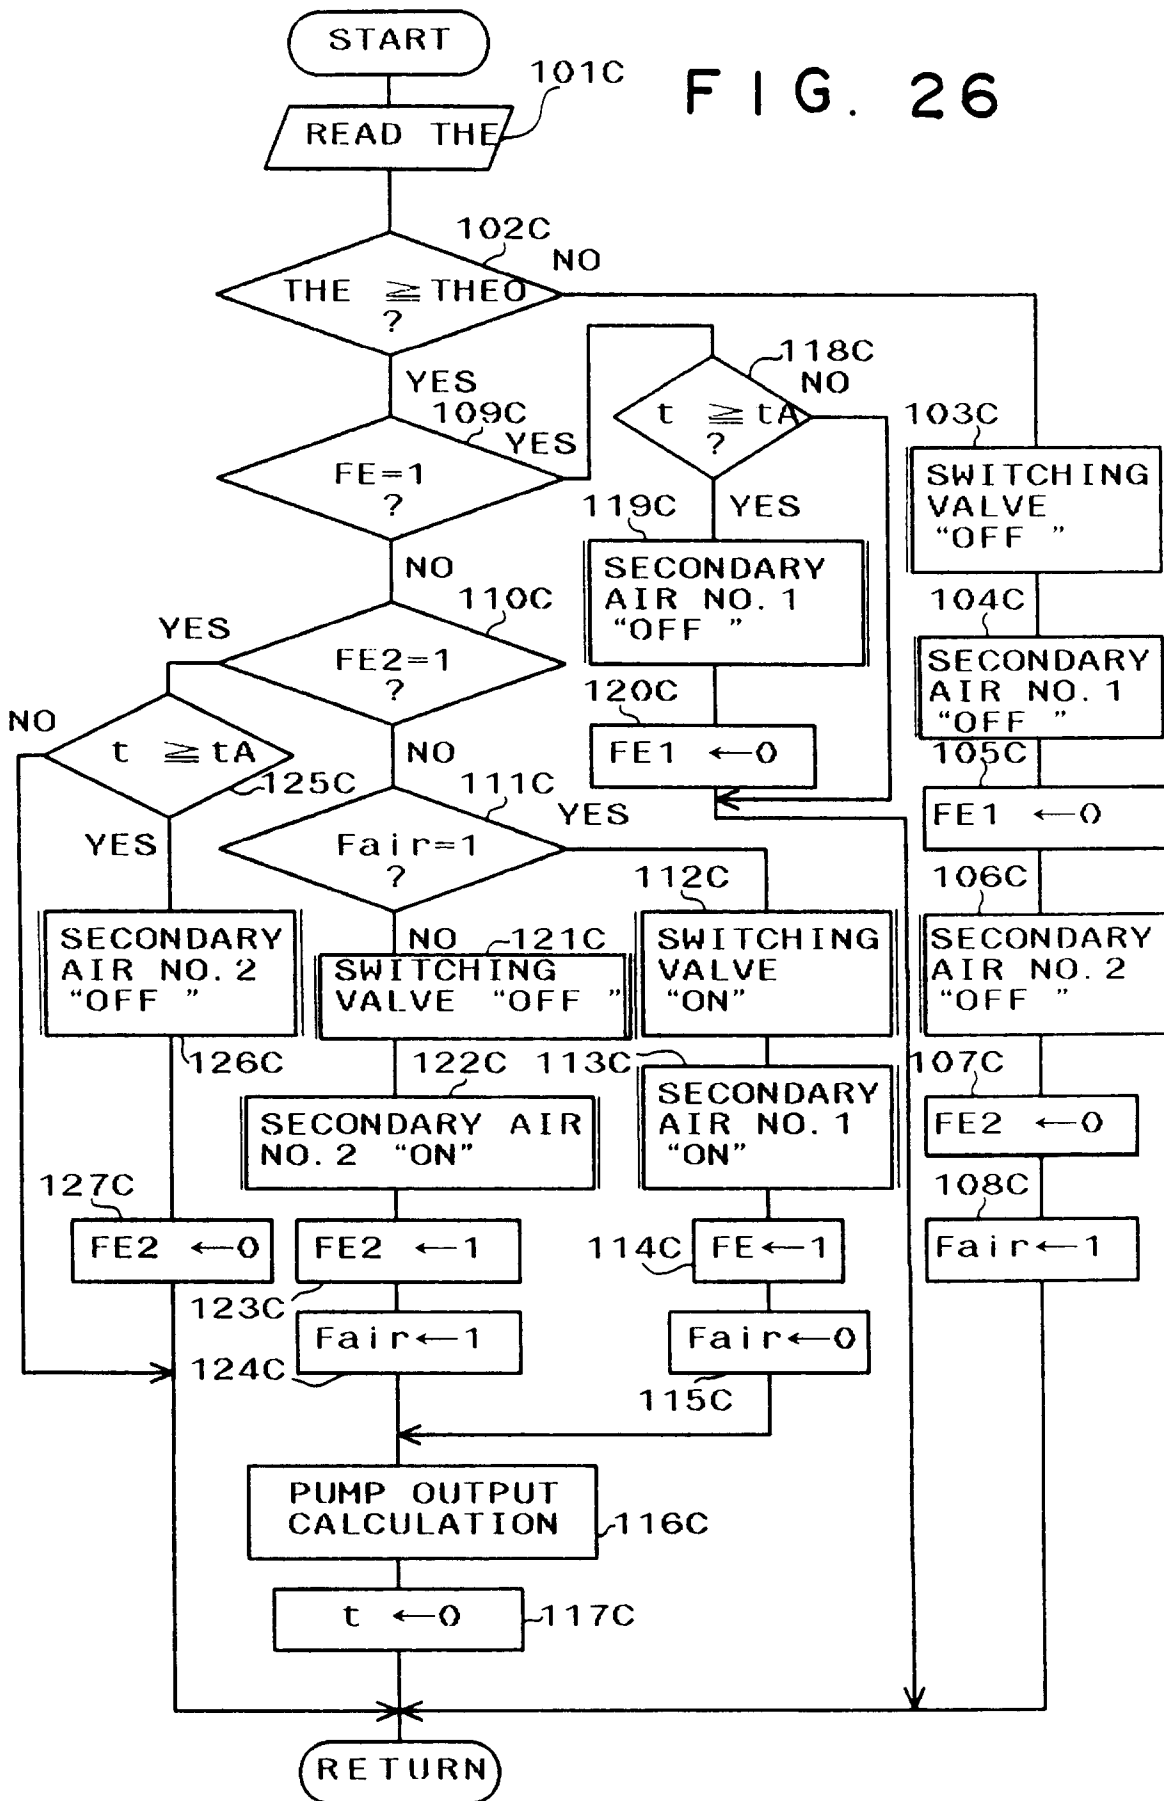 START
101C
FIG. 26
READ THE
102C
NO
THE ≧THEO
?
YES
118C
NO
109C
YES
t ≧tA
?
103C
FE=1
?
SWITCHING
VALVE
"OFF "
119C
YES
NO
SECONDARY
AIR NO.1
"OFF "
110C
104C
YES
FE2=1
?
SECONDARY
AIR NO.1
"OFF "
120C
NO
t ≧tA
NO
FE1 ←0
105C
125C
111C
YES
FE1 ←0
YES
Fair=1
?
112C
106C
SECONDARY
AIR NO.2
"OFF "
NO
121C
SWITCHING
VALVE "OFF "
SWITCHING
VALVE
"ON"
SECONDARY
AIR NO.2
"OFF "
126C
122C
113C
107C
SECONDARY AIR
NO.2 "ON"
SECONDARY
AIR NO.1
"ON"
FE2 ←0
127C
108C
FE2 ←0
FE2 ←1
114C
FE←1
Fair←1
123C
Fair←1
Fair←0
124C
115C
PUMP OUTPUT
CALCULATION
116C
t ←0
117C
RETURN